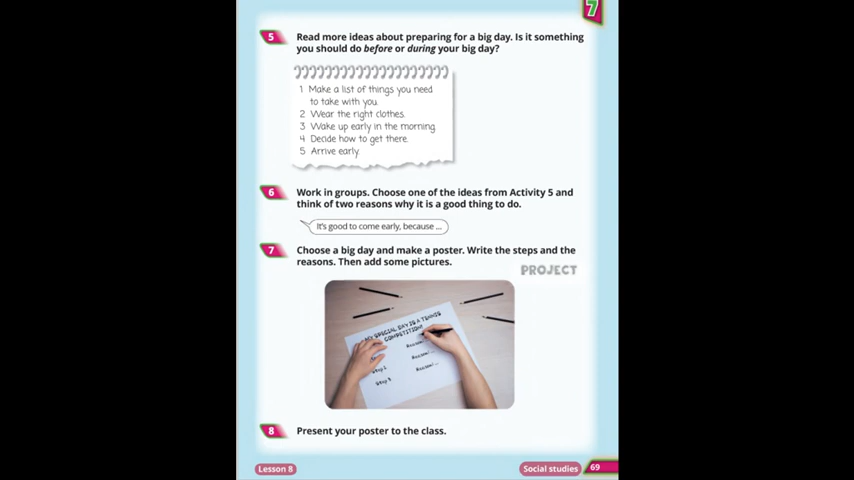 7
5 Read more ideas about preparing for a big day. Is it something
you should do before or during your big day?
1 Make a list of things you need
to take with you.
2 Wear the right clothes.
3 Wake up early in the morning.
4 Decide how to get there.
5 Arrive early.
6 Work in groups. Choose one of the ideas from Activity 5 and
think of two reasons why it is a good thing to do.
It's good to come early, because ...
7 Choose a big day and make a poster. Write the steps and the
reasons. Then add some pictures.
PROJECT
MY SPECIAL DAY IS A TENNIS
COMPETITION!
Reason: ...
Step 2
Reason: ...
Step 3
Reason: ...
8 Present your poster to the class.
Lesson 8
Social studies
69